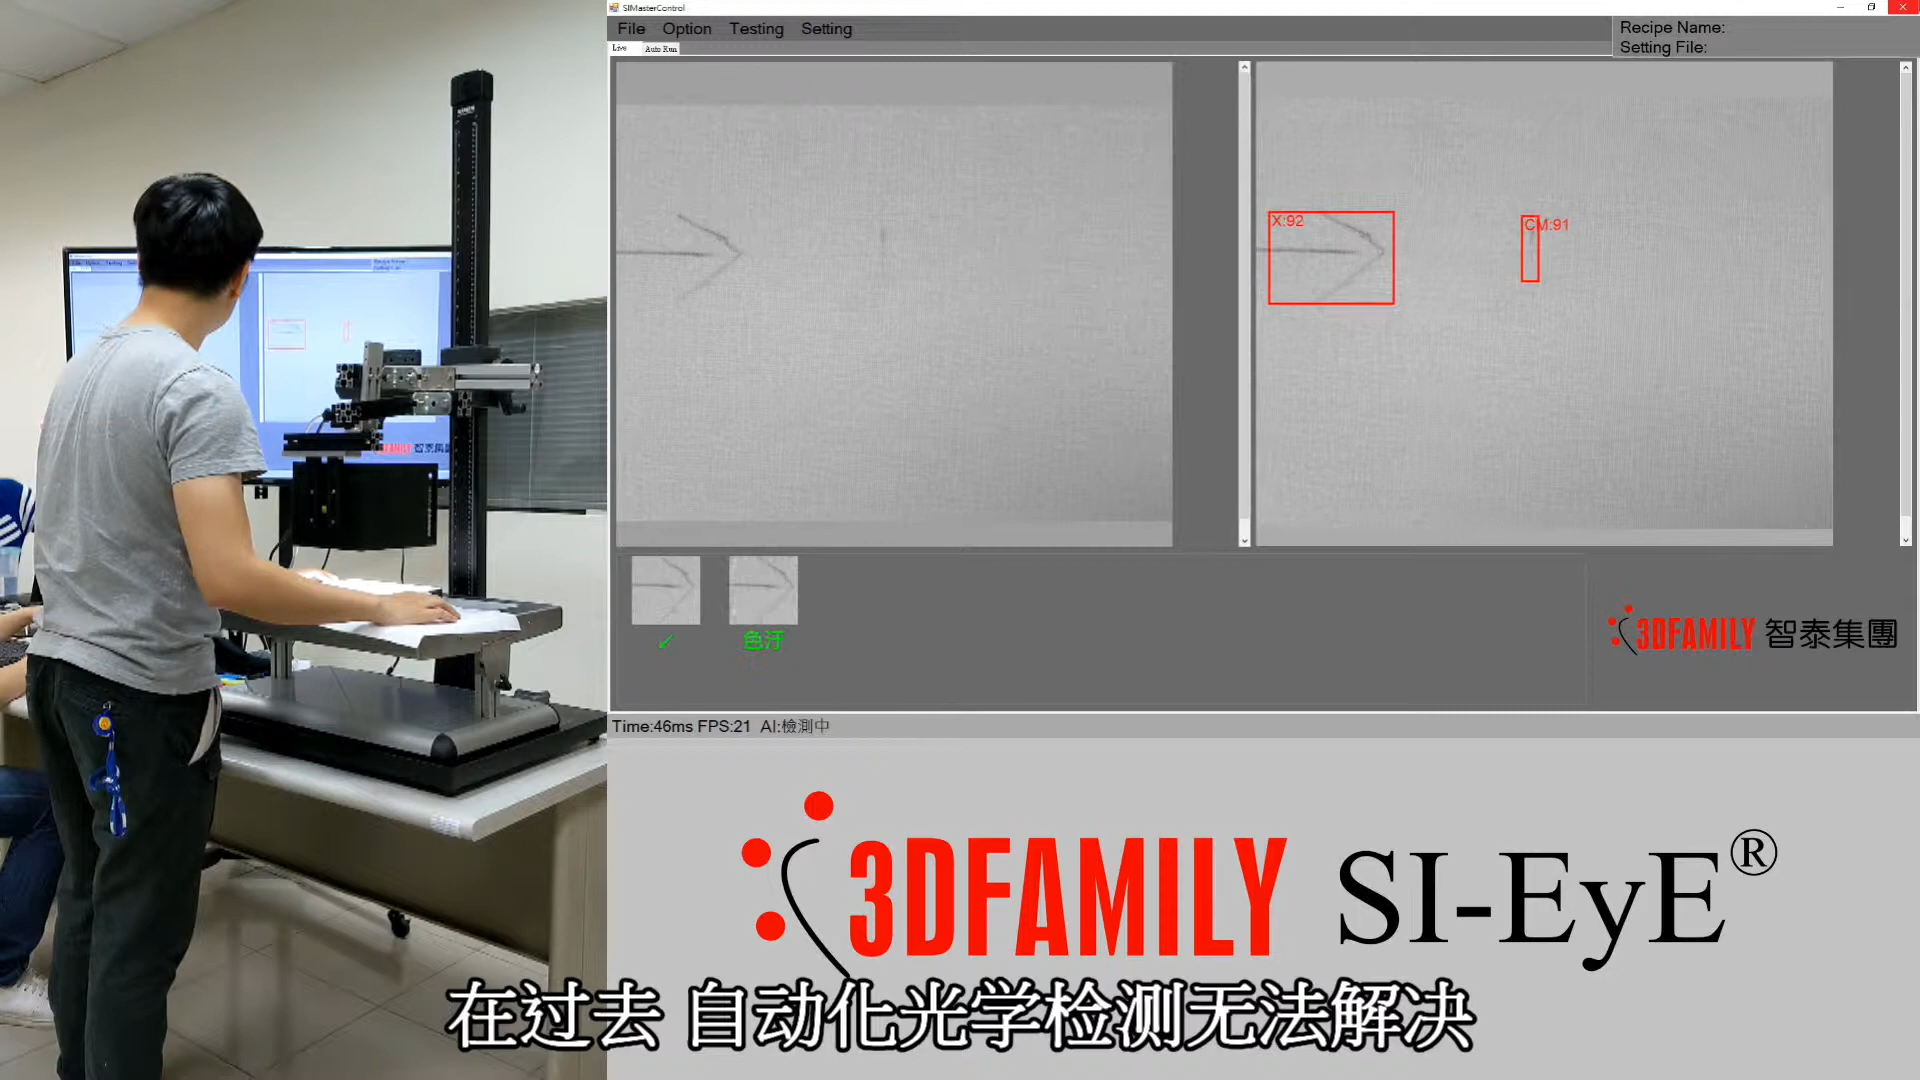 SIMasterControl
File Option Testing Setting
Recipe Name:
Setting File:
Live Auto Run
X:92
CM:91
色汙
3DFAMILY 智泰集團
Time:46ms FPS:21 AI:檢測中
3DFAMILY SI-EyE®
在过去 自动化光学检测无法解决